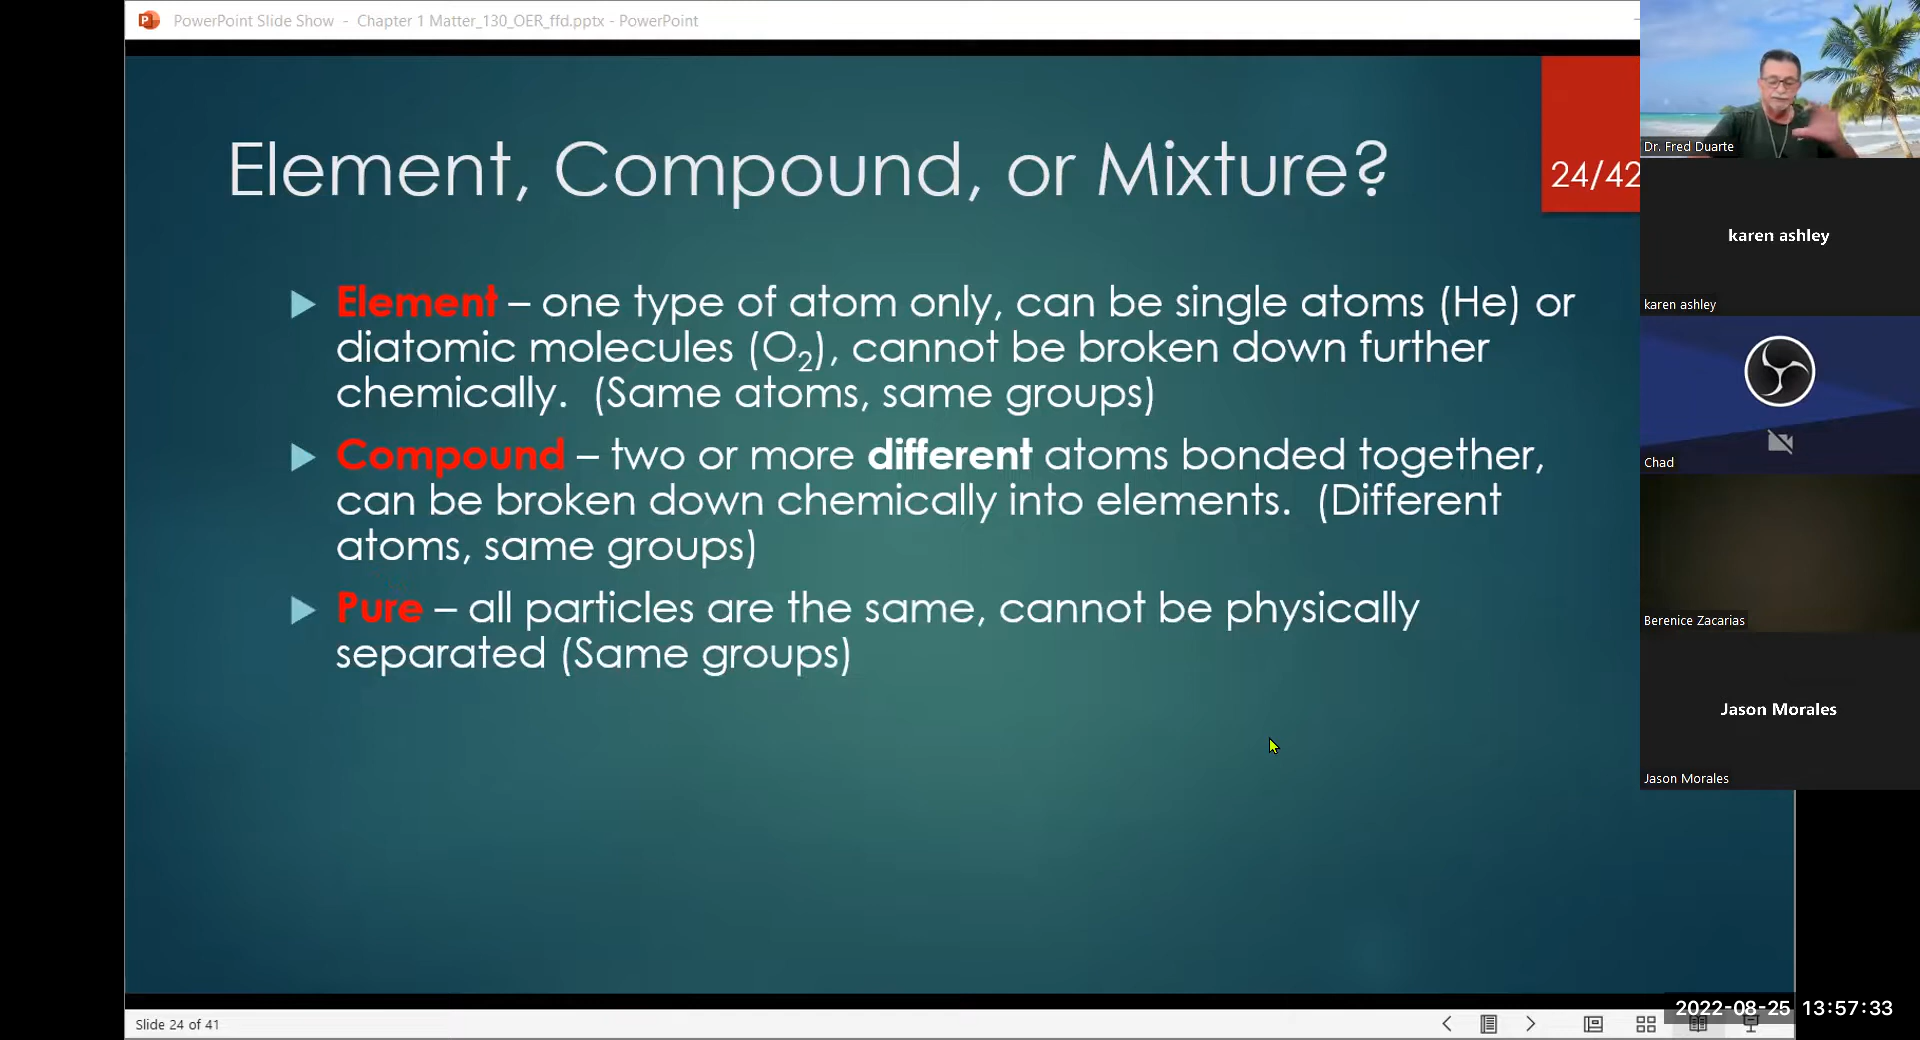 PowerPoint Slide Show - Chapter 1 Matter_130_OER_ffd.pptx - PowerPoint
Element, Compound, or Mixture?
24/42
Element – one type of atom only, can be single atoms (He) or
diatomic molecules (O₂), cannot be broken down further
chemically. (Same atoms, same groups)
Compound – two or more different atoms bonded together,
can be broken down chemically into elements. (Different
atoms, same groups)
Pure – all particles are the same, cannot be physically
separated (Same groups)
Dr. Fred Duarte
karen ashley
karen ashley
Chad
Berenice Zacarias
Jason Morales
Jason Morales
Slide 24 of 41
2022-08-25 13:57:33